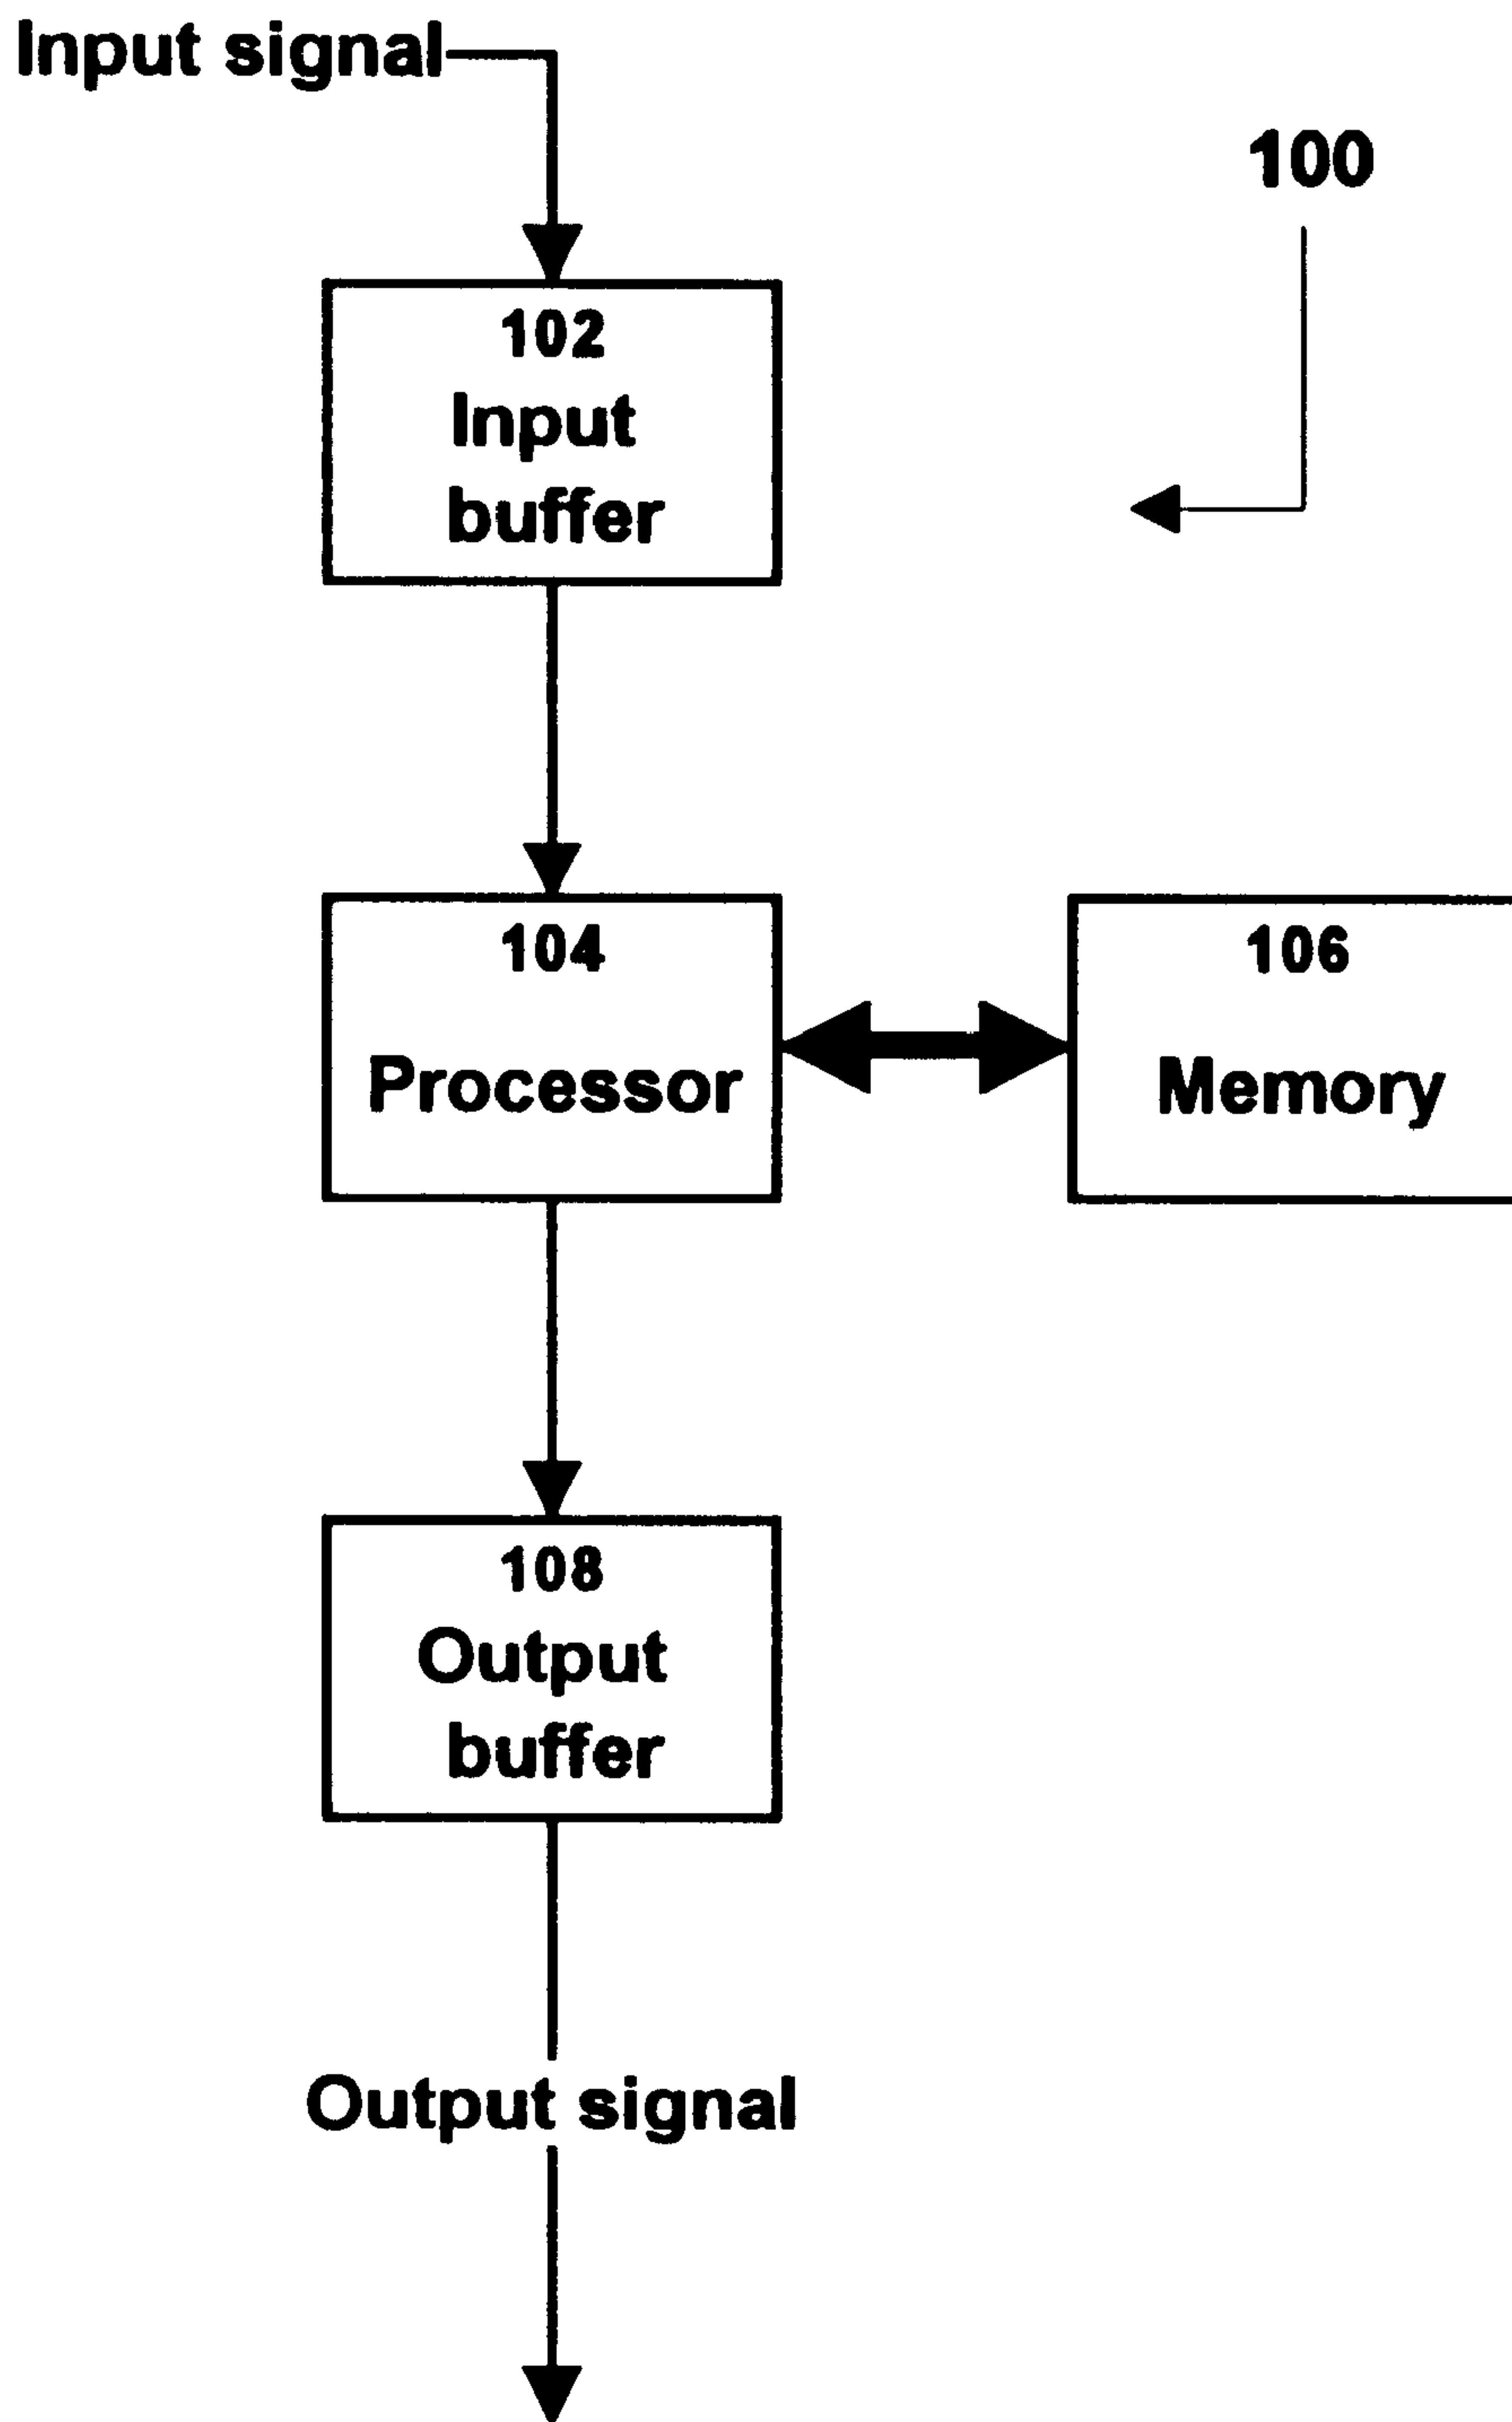 Input signal
100
102
Input
buffer
104
Processor
106
Memory
108
Output
buffer
Output signal